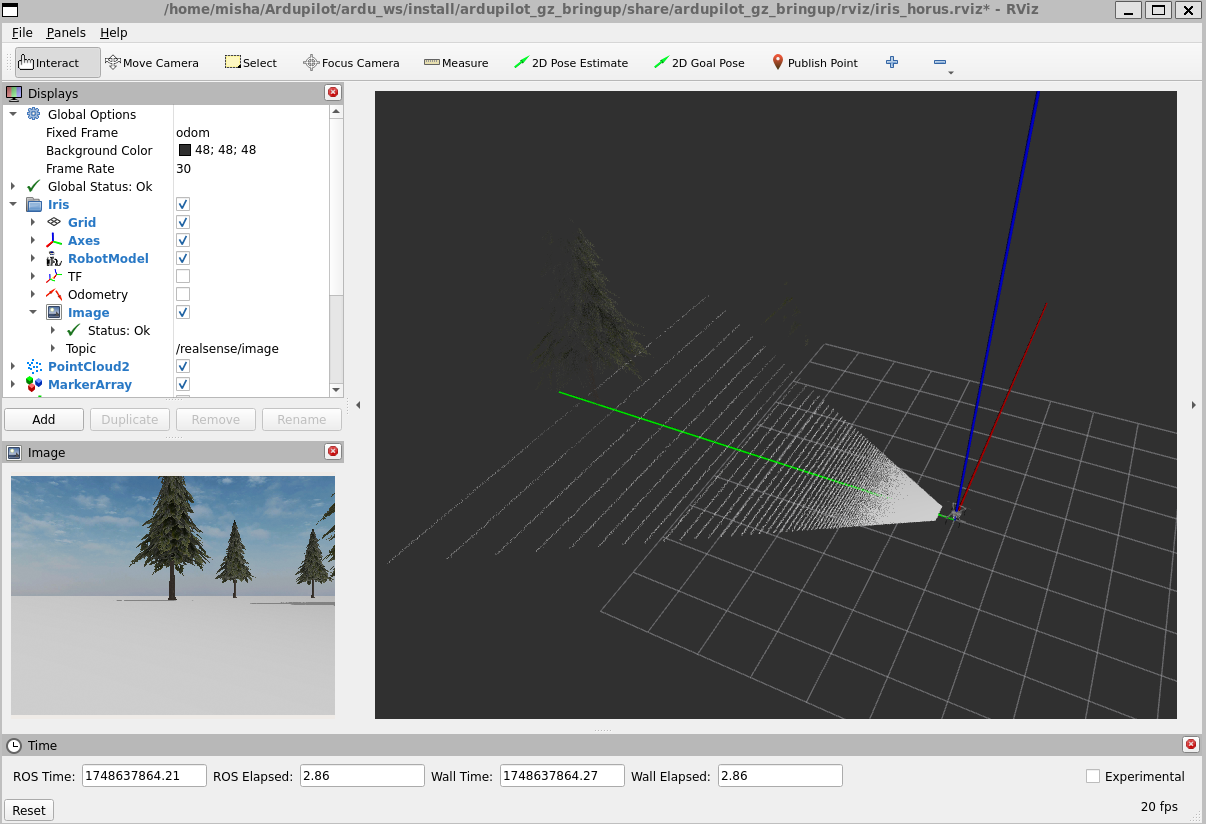 /home/misha/Ardupilot/ardu_ws/install/ardupilot_gz_bringup/share/ardupilot_gz_bringup/rviz/iris_horus.rviz* - RViz
File Panels Help
Interact Move Camera Select Focus Camera Measure 2D Pose Estimate 2D Goal Pose Publish Point
Displays
Global Options
Fixed Frame odom
Background Color 48; 48; 48
Frame Rate 30
Global Status: Ok
Iris
Grid
Axes
RobotModel
TF
Odometry
Image
Status: Ok
Topic /realsense/image
PointCloud2
MarkerArray
Add Duplicate Remove Rename
Image
Time
ROS Time: 1748637864.21 ROS Elapsed: 2.86 Wall Time: 1748637864.27 Wall Elapsed: 2.86 Experimental
Reset 20 fps